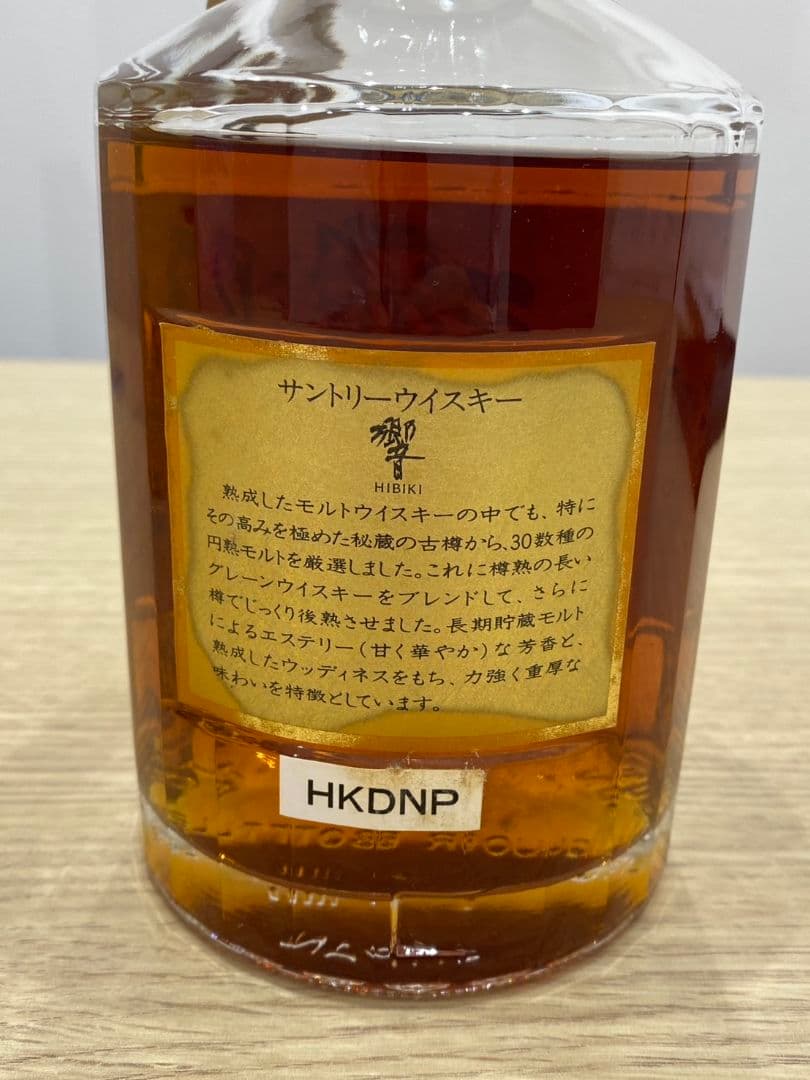 サントリーウイスキー
響
HIBIKI
熟成したモルトウイスキーの中でも、特に
その高みを極めた秘蔵の古樽から、30数種の
円熟モルトを厳選しました。これに樽熟の長い
グレーンウイスキーをブレンドして、さらに
樽でじっくり後熟させました。長期貯蔵モルト
によるエステリー(甘く華やか)な芳香と、
熟成したウッディネスをもち、力強く重厚な
味わいを特徴としています。
HKDNP